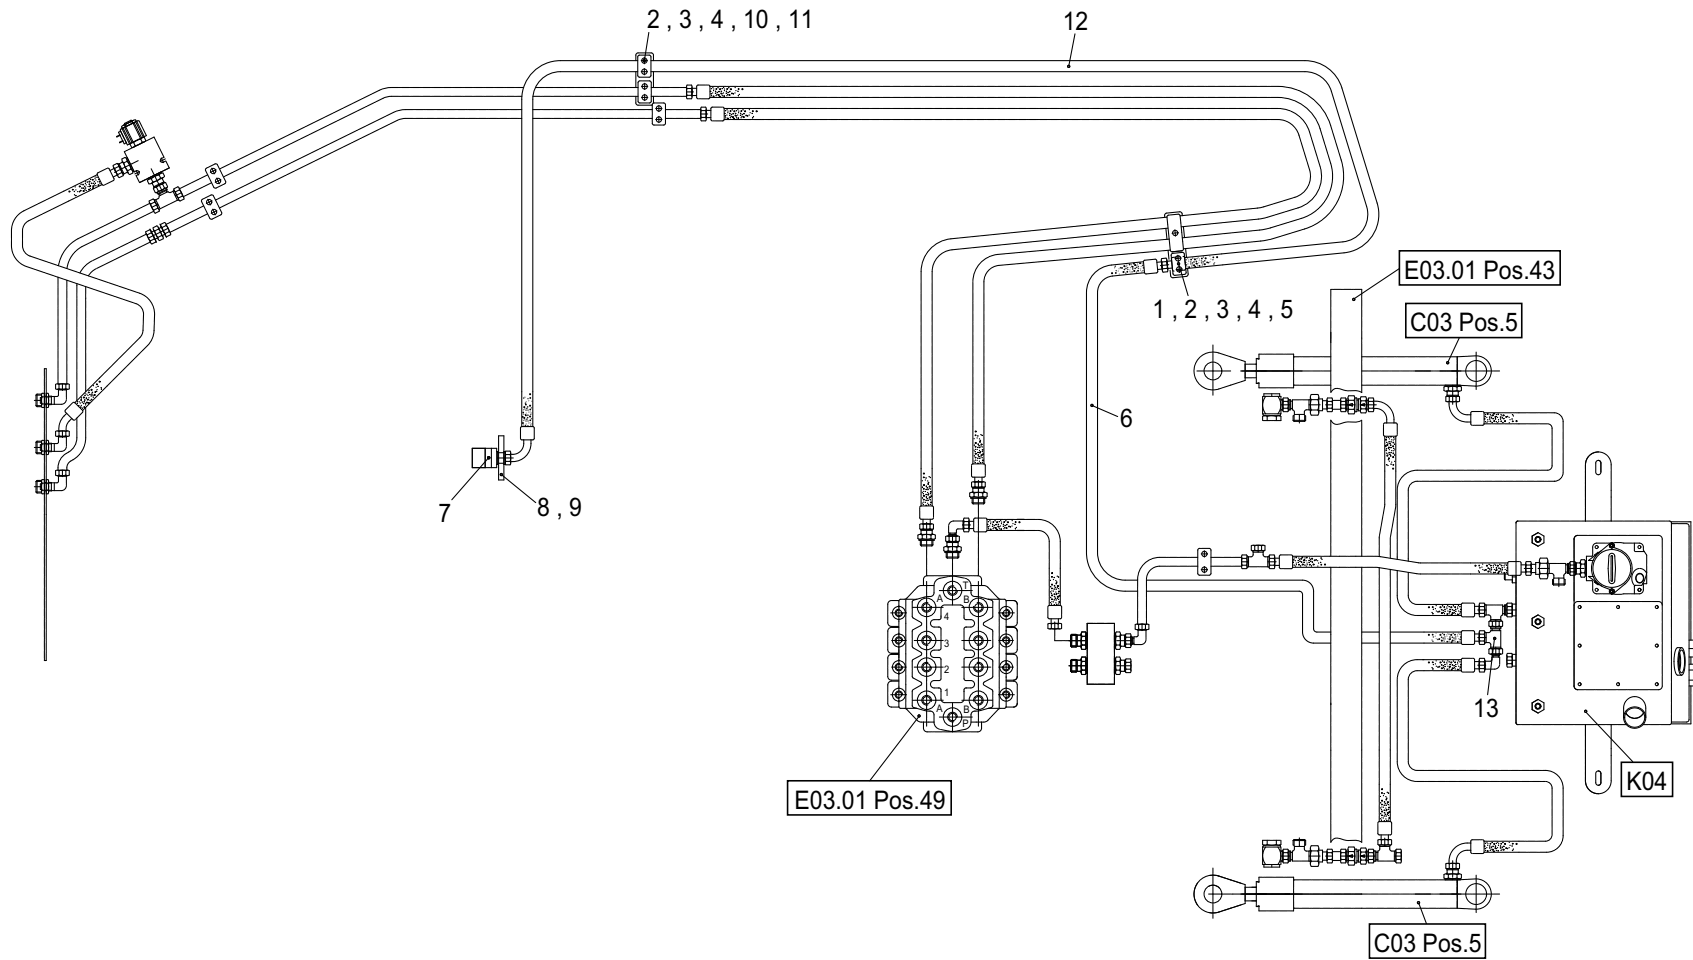 2 , 3 , 4 , 10 , 11
12
E03.01 Pos.43
1 , 2 , 3 , 4 , 5
C03 Pos.5
6
7
8 , 9
T
A B
4
3
2
1
A B
P
13
E03.01 Pos.49
K04
C03 Pos.5